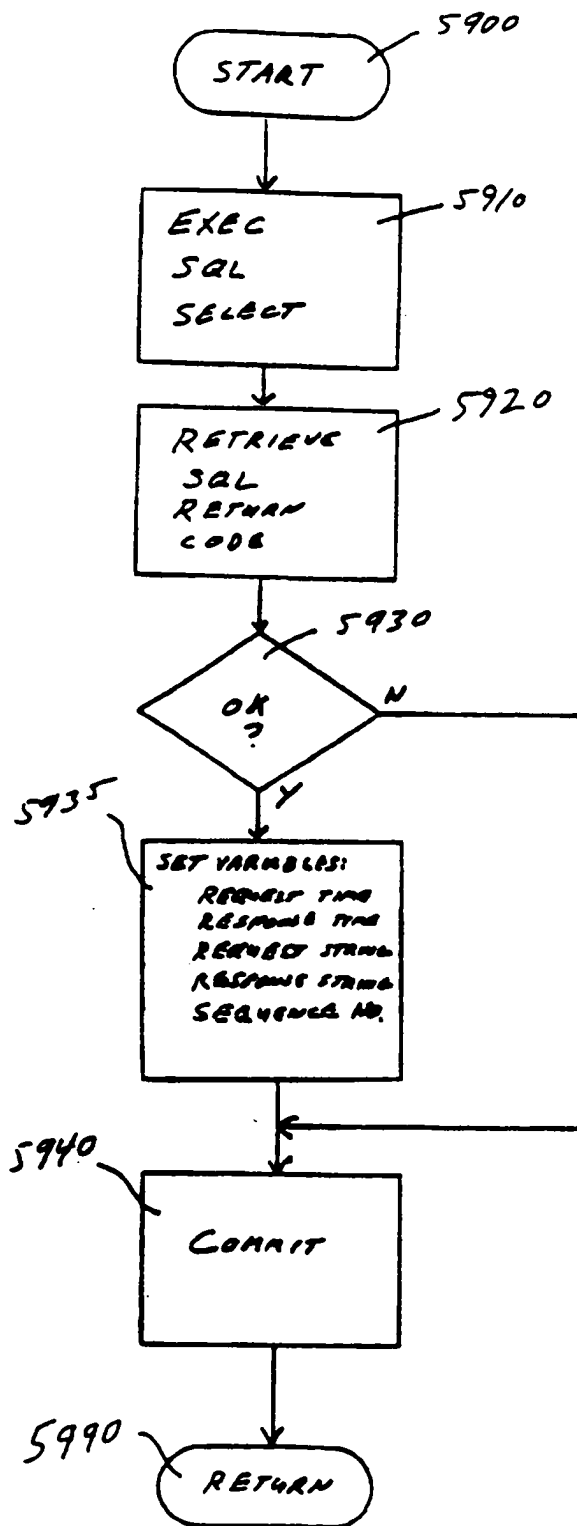 5900
START
5910
EXEC
SQL
SELECT
5920
RETRIEVE
SQL
RETURN
CODE
5930
OK
?
N
Y
5935
SET VARIABLES:
REQUEST TIME
RESPONSE TIME
REQUEST STRING
RESPONSE STRING
SEQUENCE NO.
5940
COMMIT
5990
RETURN